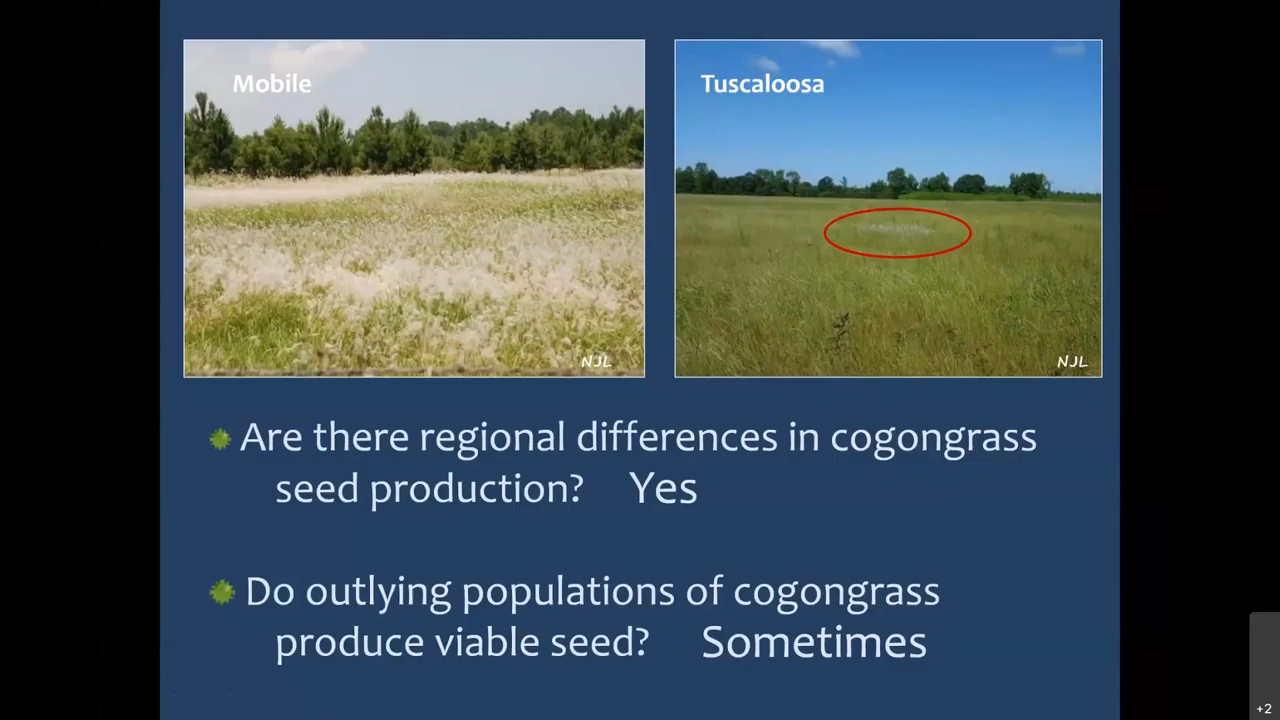 Mobile
Tuscaloosa
NJL
NJL
Are there regional differences in cogongrass
seed production? Yes
Do outlying populations of cogongrass
produce viable seed? Sometimes
+2